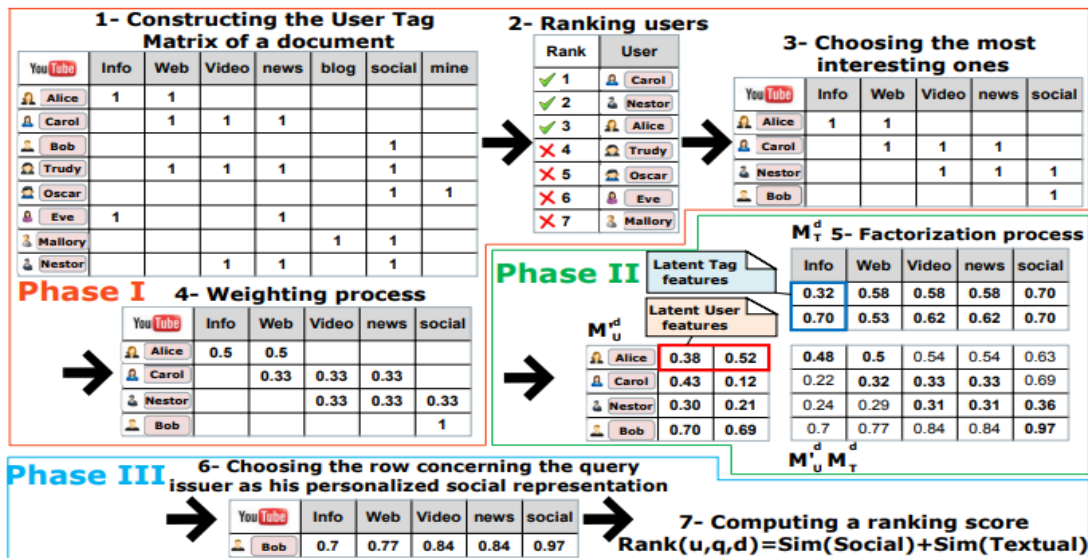 1- Constructing the User Tag
Matrix of a document
YouTube Info Web Video news blog social mine
Alice 1 1
Carol 1 1 1
Bob 1
Trudy 1 1 1 1
Oscar 1 1
Eve 1 1
Mallory 1 1
Nestor 1 1 1
2- Ranking users
Rank User
1 Carol
2 Nestor
3 Alice
4 Trudy
5 Oscar
6 Eve
7 Mallory
3- Choosing the most
interesting ones
YouTube Info Web Video news social
Alice 1 1
Carol 1 1 1
Nestor 1 1 1
Bob 1
Phase I
4- Weighting process
YouTube Info Web Video news social
Alice 0.5 0.5
Carol 0.33 0.33 0.33
Nestor 0.33 0.33 0.33
Bob 1
Phase II
M_T^d 5- Factorization process
Latent Tag
features
Info Web Video news social
0.32 0.58 0.58 0.58 0.70
0.70 0.53 0.62 0.62 0.70
Latent User
features
M'_U^d
Alice 0.38 0.52
Carol 0.43 0.12
Nestor 0.30 0.21
Bob 0.70 0.69
0.48 0.5 0.54 0.54 0.63
0.22 0.32 0.33 0.33 0.69
0.24 0.29 0.31 0.31 0.36
0.7 0.77 0.84 0.84 0.97
M'_U^d M_T^d
Phase III
6- Choosing the row concerning the query
issuer as his personalized social representation
YouTube Info Web Video news social
Bob 0.7 0.77 0.84 0.84 0.97
7- Computing a ranking score
Rank(u,q,d)=Sim(Social)+Sim(Textual)